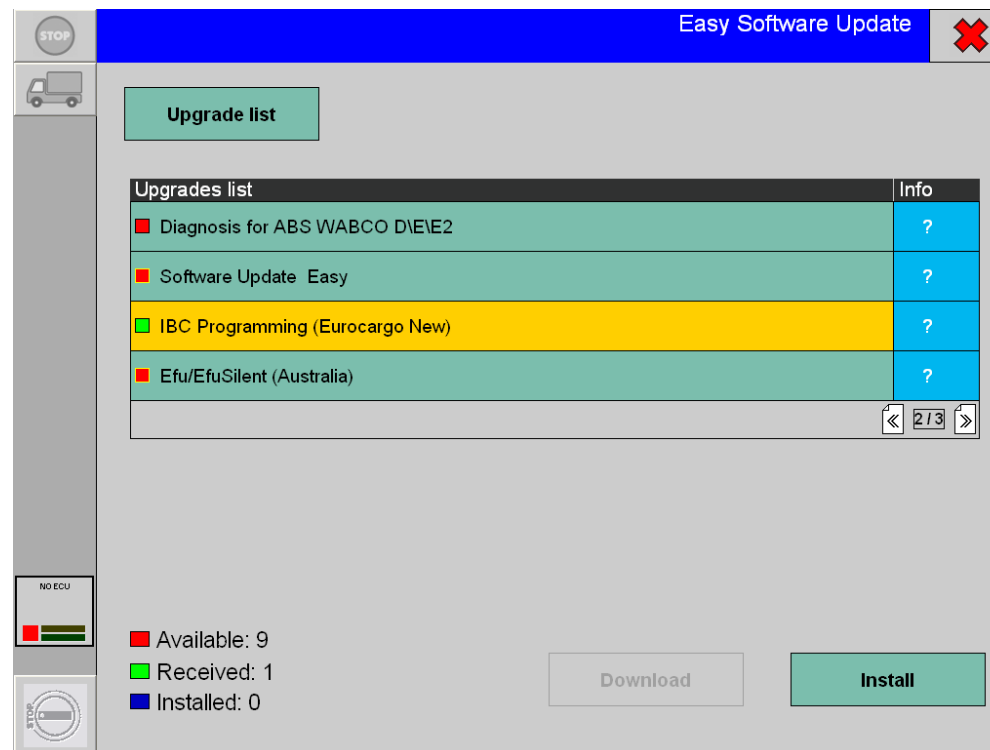 STOP
Easy Software Update
Upgrade list
Upgrades list Info
Diagnosis for ABS WABCO D\E\E2 ?
Software Update Easy ?
IBC Programming (Eurocargo New) ?
Efu/EfuSilent (Australia) ?
2 / 3
NO ECU
Available: 9
Received: 1
Installed: 0
Download
Install
STOP